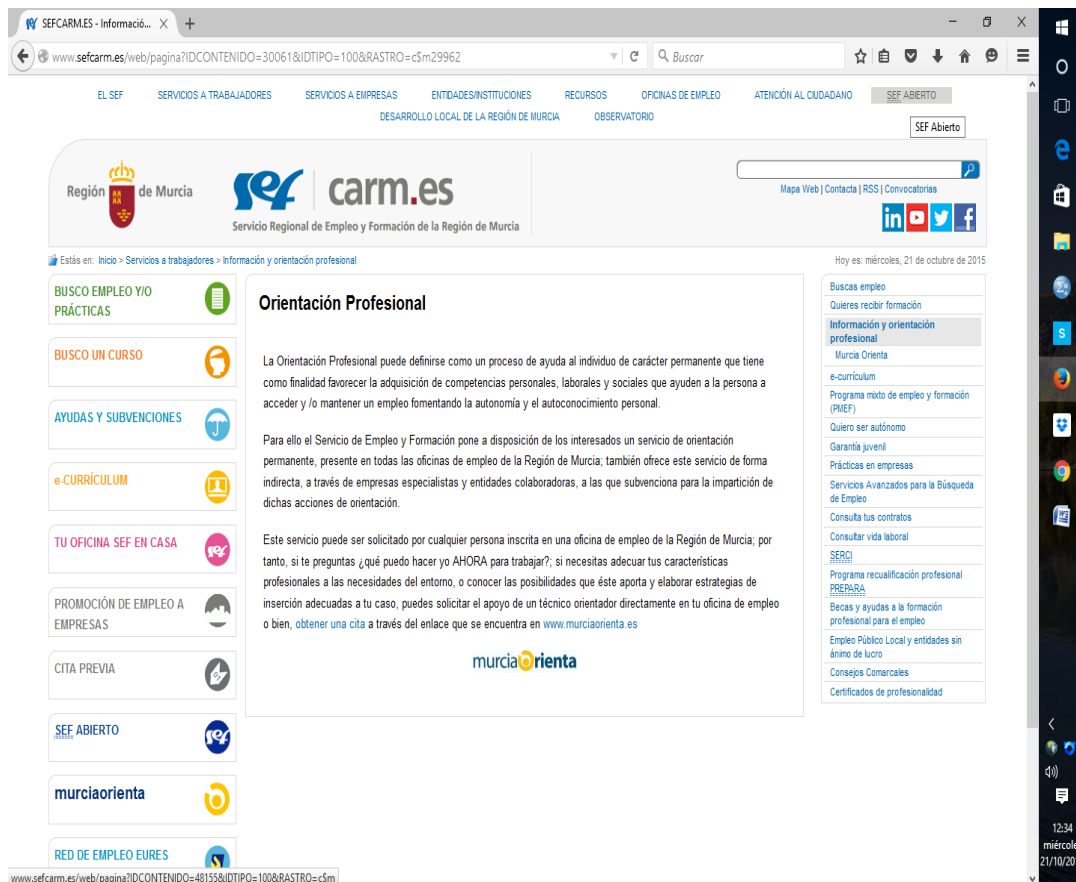 SEFCARM.ES - Informació...
www.sefcarm.es/web/pagina?IDCONTENIDO=30061&IDTIPO=100&RASTRO=c$m29962
Buscar
EL SEF SERVICIOS A TRABAJADORES SERVICIOS A EMPRESAS ENTIDADES/INSTITUCIONES RECURSOS OFICINAS DE EMPLEO ATENCIÓN AL CIUDADANO SEF ABIERTO
DESARROLLO LOCAL DE LA REGIÓN DE MURCIA OBSERVATORIO
SEF Abierto
Región de Murcia
sef carm.es
Servicio Regional de Empleo y Formación de la Región de Murcia
Mapa Web | Contacta | RSS | Convocatorias
Estás en: Inicio > Servicios a trabajadores > Información y orientación profesional
Hoy es: miércoles, 21 de octubre de 2015
BUSCO EMPLEO Y/O
PRÁCTICAS
BUSCO UN CURSO
AYUDAS Y SUBVENCIONES
e-CURRÍCULUM
TU OFICINA SEF EN CASA
PROMOCIÓN DE EMPLEO A
EMPRESAS
CITA PREVIA
SEF ABIERTO
murciaorienta
RED DE EMPLEO EURES
Orientación Profesional
La Orientación Profesional puede definirse como un proceso de ayuda al individuo de carácter permanente que tiene
como finalidad favorecer la adquisición de competencias personales, laborales y sociales que ayuden a la persona a
acceder y /o mantener un empleo fomentando la autonomía y el autoconocimiento personal.
Para ello el Servicio de Empleo y Formación pone a disposición de los interesados un servicio de orientación
permanente, presente en todas las oficinas de empleo de la Región de Murcia; también ofrece este servicio de forma
indirecta, a través de empresas especialistas y entidades colaboradoras, a las que subvenciona para la impartición de
dichas acciones de orientación.
Este servicio puede ser solicitado por cualquier persona inscrita en una oficina de empleo de la Región de Murcia; por
tanto, si te preguntas ¿qué puedo hacer yo AHORA para trabajar?; si necesitas adecuar tus características
profesionales a las necesidades del entorno, o conocer las posibilidades que éste aporta y elaborar estrategias de
inserción adecuadas a tu caso, puedes solicitar el apoyo de un técnico orientador directamente en tu oficina de empleo
o bien, obtener una cita a través del enlace que se encuentra en www.murciaorienta.es
murciaorienta
Buscas empleo
Quieres recibir formación
Información y orientación
profesional
Murcia Orienta
e-currículum
Programa mixto de empleo y formación
(PMEF)
Quiero ser autónomo
Garantía juvenil
Prácticas en empresas
Servicios Avanzados para la Búsqueda
de Empleo
Consulta tus contratos
Consultar vida laboral
SERCI
Programa recualificación profesional
PREPARA
Becas y ayudas a la formación
profesional para el empleo
Empleo Público Local y entidades sin
ánimo de lucro
Consejos Comarcales
Certificados de profesionalidad
www.sefcarm.es/web/pagina?IDCONTENIDO=48155&IDTIPO=100&RASTRO=c$m
12:34
miércole
21/10/20